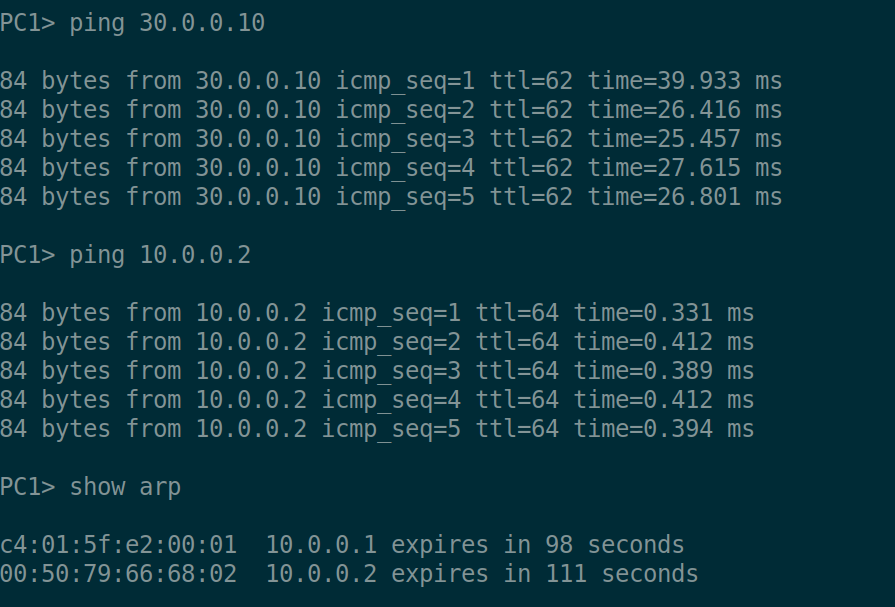 PC1> ping 30.0.0.10
84 bytes from 30.0.0.10 icmp_seq=1 ttl=62 time=39.933 ms
84 bytes from 30.0.0.10 icmp_seq=2 ttl=62 time=26.416 ms
84 bytes from 30.0.0.10 icmp_seq=3 ttl=62 time=25.457 ms
84 bytes from 30.0.0.10 icmp_seq=4 ttl=62 time=27.615 ms
84 bytes from 30.0.0.10 icmp_seq=5 ttl=62 time=26.801 ms
PC1> ping 10.0.0.2
84 bytes from 10.0.0.2 icmp_seq=1 ttl=64 time=0.331 ms
84 bytes from 10.0.0.2 icmp_seq=2 ttl=64 time=0.412 ms
84 bytes from 10.0.0.2 icmp_seq=3 ttl=64 time=0.389 ms
84 bytes from 10.0.0.2 icmp_seq=4 ttl=64 time=0.412 ms
84 bytes from 10.0.0.2 icmp_seq=5 ttl=64 time=0.394 ms
PC1> show arp
c4:01:5f:e2:00:01  10.0.0.1 expires in 98 seconds
00:50:79:66:68:02  10.0.0.2 expires in 111 seconds